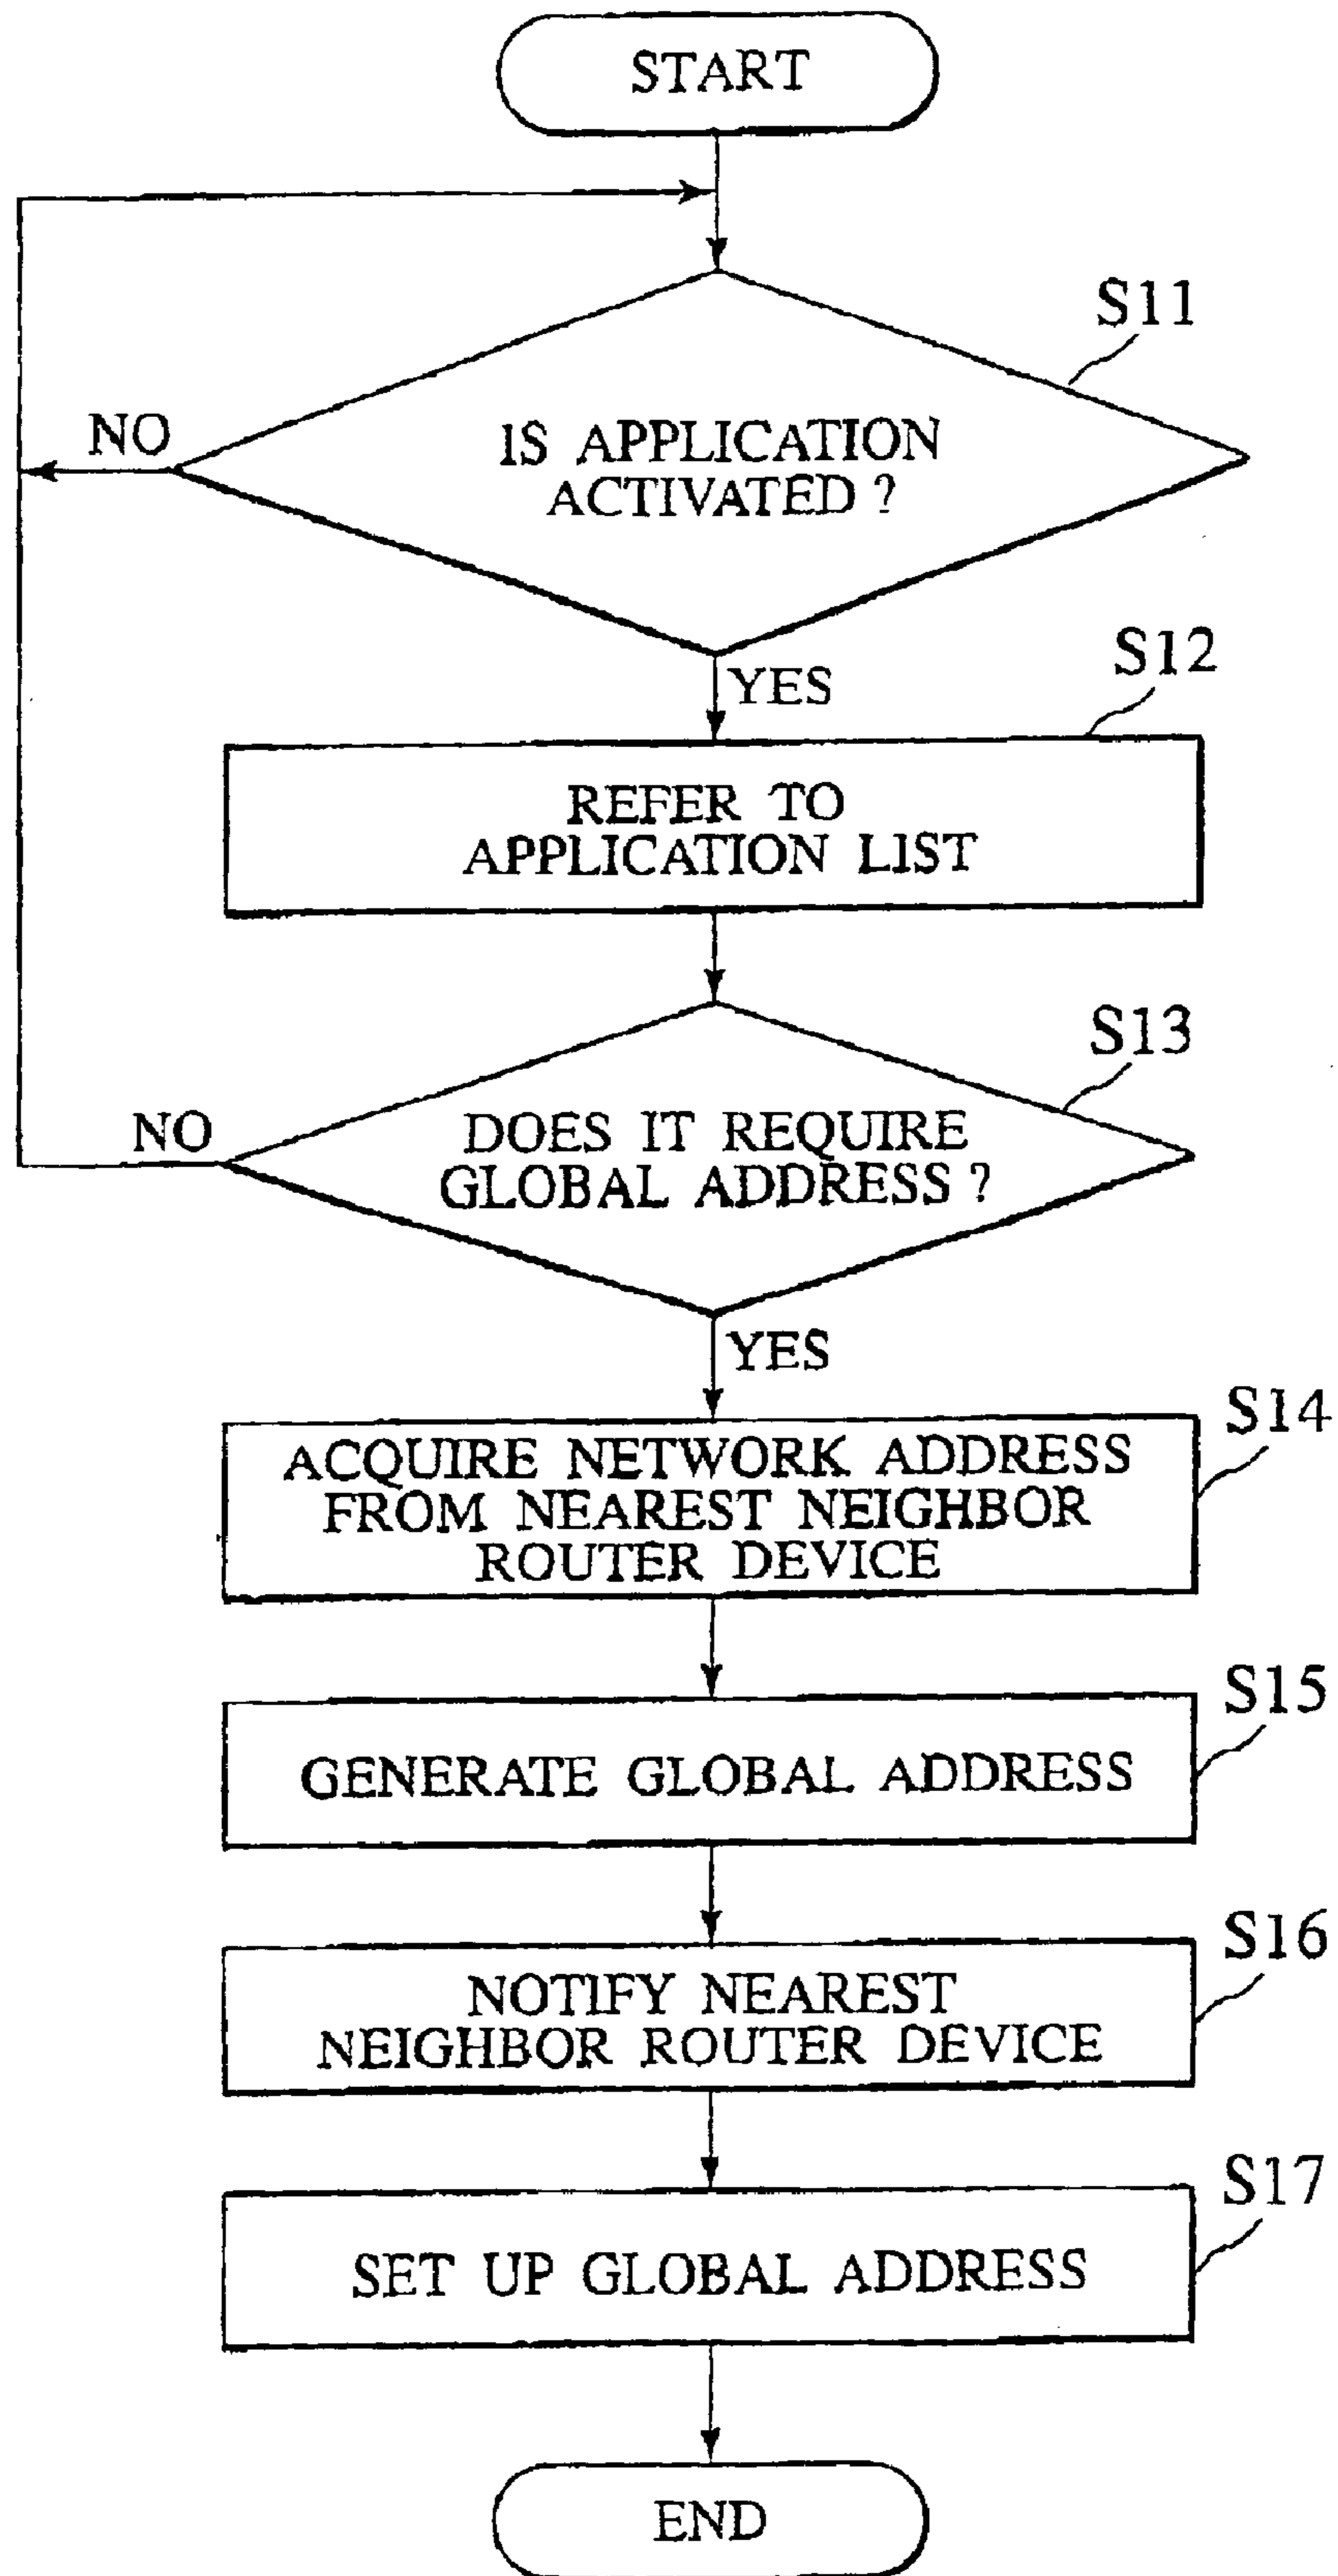 START
S11
NO
IS APPLICATION
ACTIVATED ?
YES
S12
REFER TO
APPLICATION LIST
S13
NO
DOES IT REQUIRE
GLOBAL ADDRESS ?
YES
S14
ACQUIRE NETWORK ADDRESS
FROM NEAREST NEIGHBOR
ROUTER DEVICE
S15
GENERATE GLOBAL ADDRESS
S16
NOTIFY NEAREST
NEIGHBOR ROUTER DEVICE
S17
SET UP GLOBAL ADDRESS
END